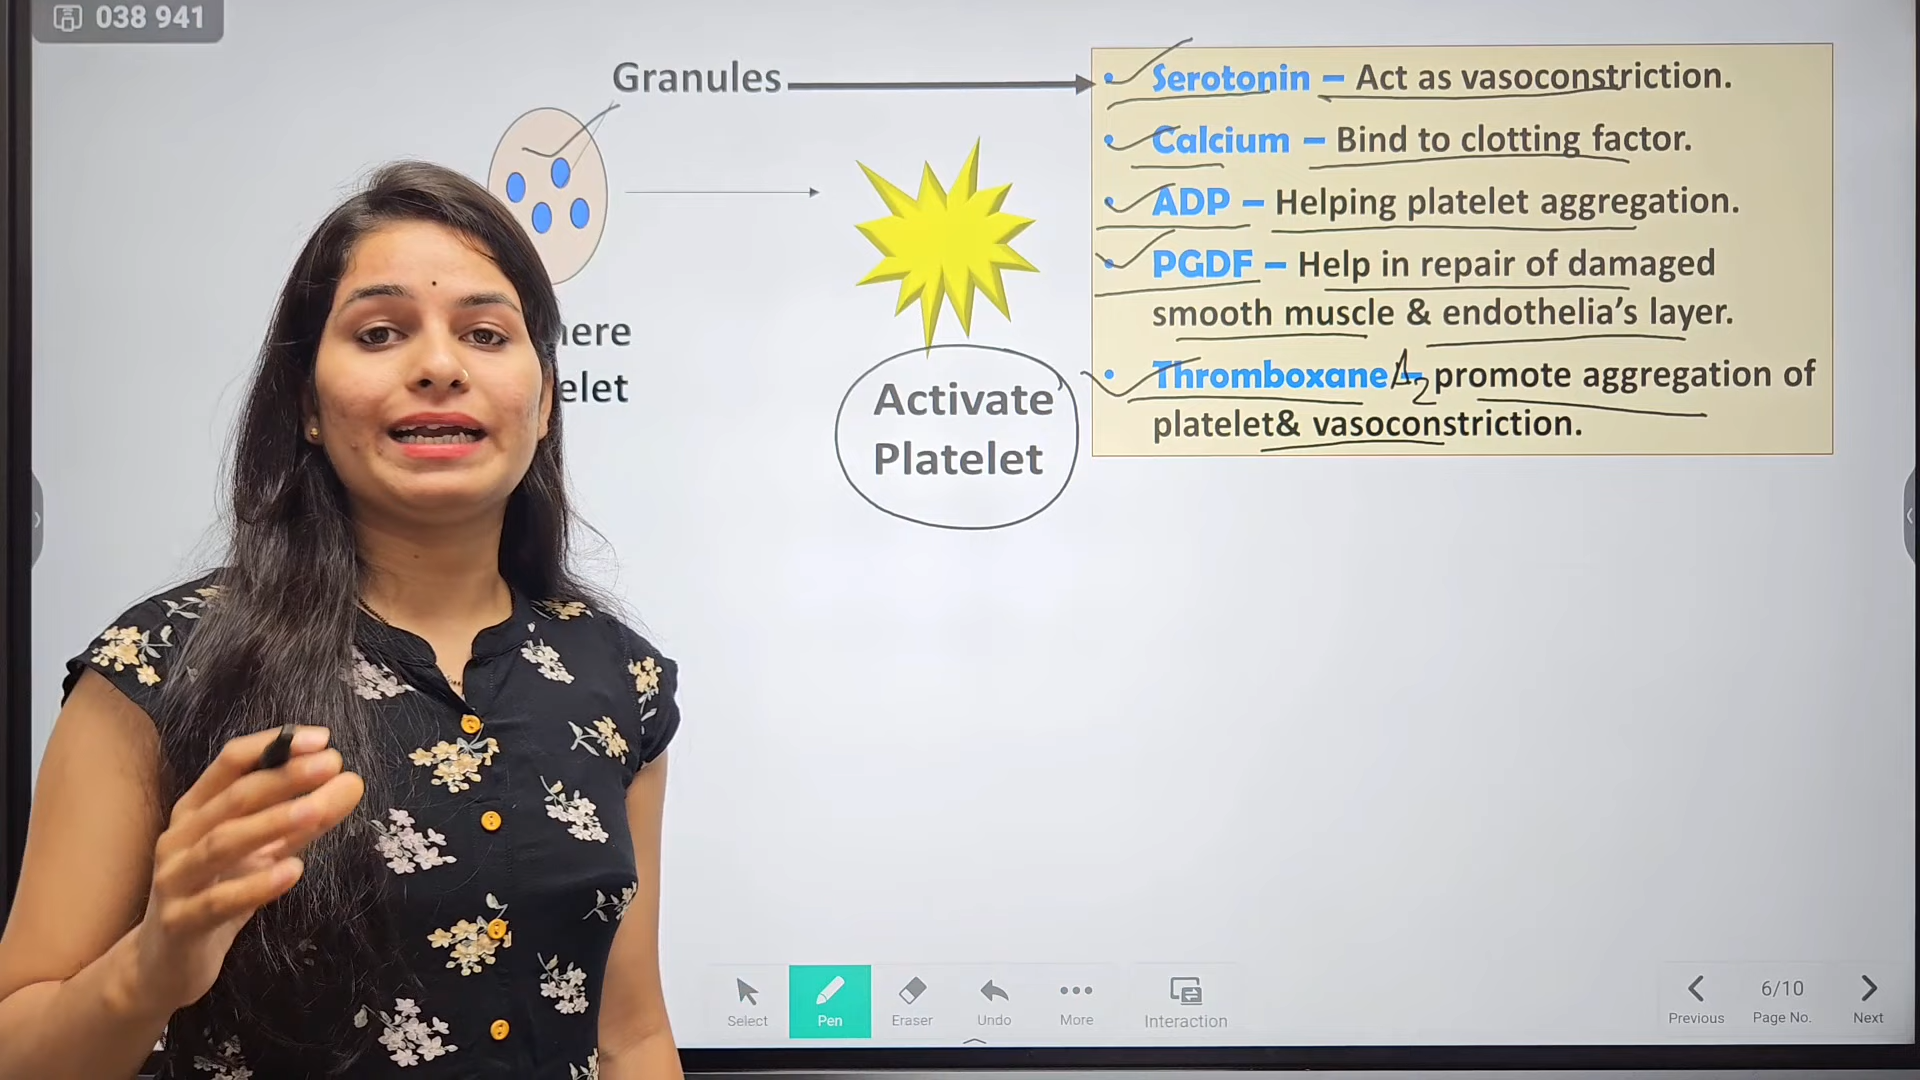 038 941
Granules
• Serotonin – Act as vasoconstriction.
• Calcium – Bind to clotting factor.
• ADP – Helping platelet aggregation.
• PGDF – Help in repair of damaged
smooth muscle & endothelia's layer.
• Thromboxane A2 – promote aggregation of
platelet& vasoconstriction.
here
elet
Activate
Platelet
Select
Pen
Eraser
Undo
More
Interaction
Previous
6/10
Page No.
Next